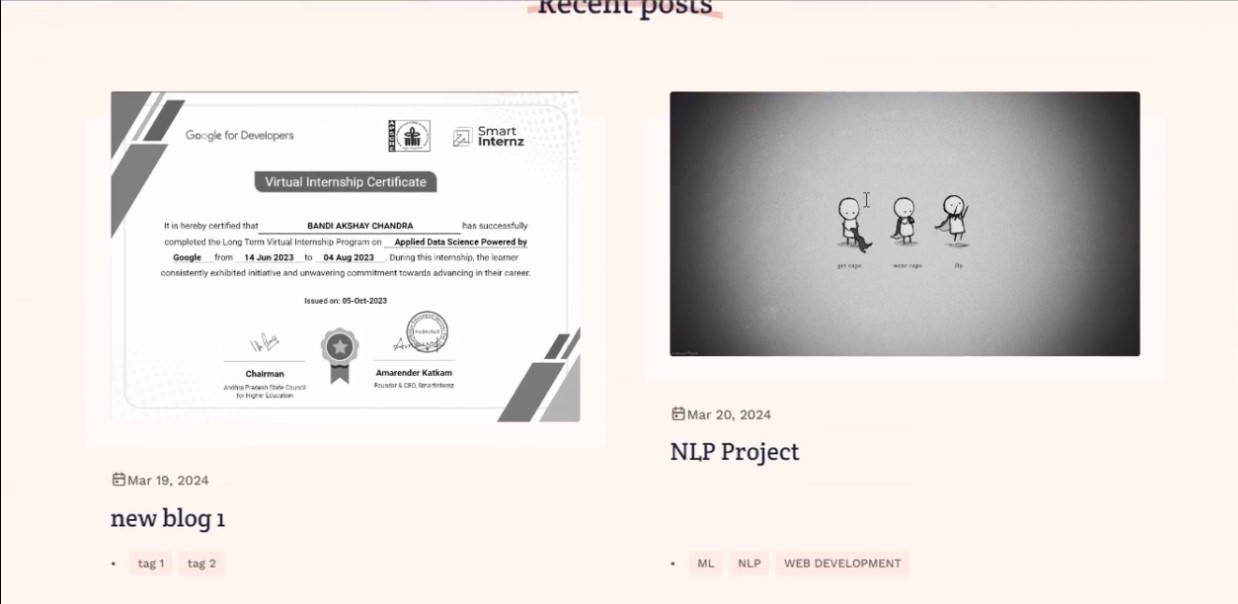 Recent posts
Google for Developers
Smart
Internz
Virtual Internship Certificate
It is hereby certified that BANDI AKSHAY CHANDRA has successfully
completed the Long Term Virtual Internship Program on Applied Data Science Powered by
Google from 14 Jun 2023 to 04 Aug 2023 . During this internship, the learner
consistently exhibited initiative and unwavering commitment towards advancing in their career.
Issued on: 05-Oct-2023
Chairman
Andhra Pradesh State Council
for Higher Education
Amarender Katkam
Founder & CEO, SmartInternz
Mar 19, 2024
new blog 1
• tag 1 tag 2
get cape. wear cape. fly.
Mar 20, 2024
NLP Project
• ML NLP WEB DEVELOPMENT